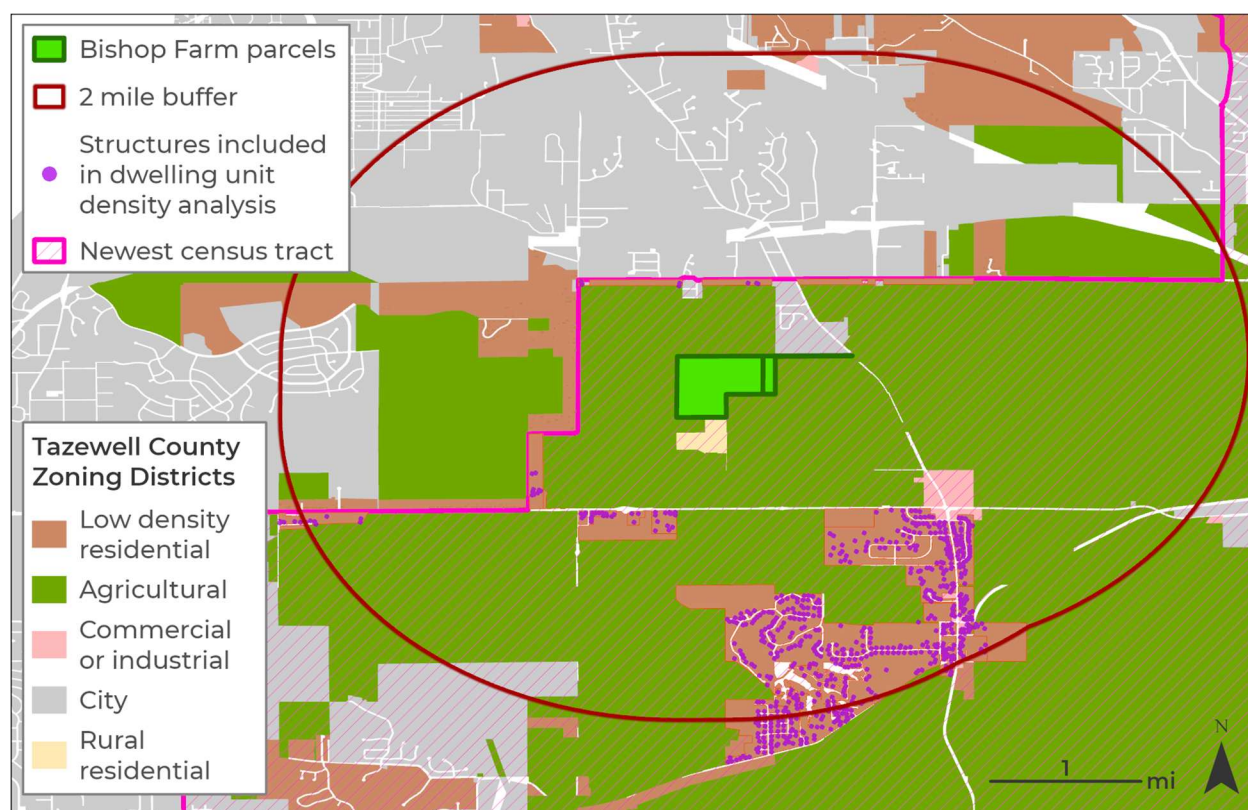 Bishop Farm parcels
2 mile buffer
Structures included
in dwelling unit
density analysis
Newest census tract
Tazewell County
Zoning Districts
Low density
residential
Agricultural
Commercial
or industrial
City
Rural
residential
N
1
mi